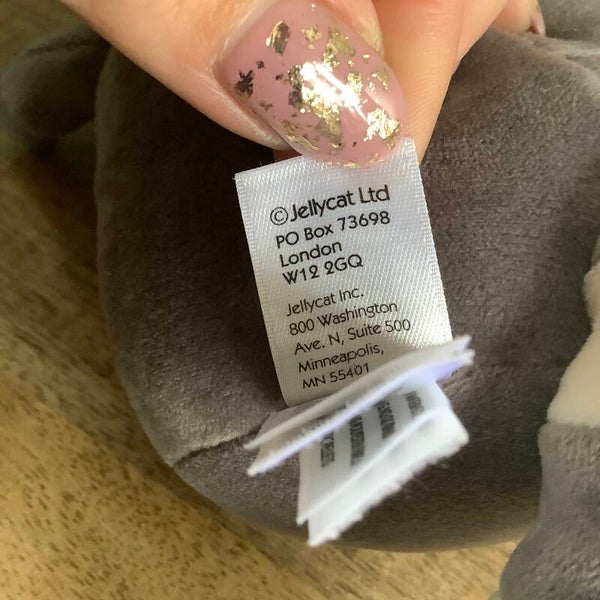 ©Jellycat Ltd
PO Box 73698
London
W12 2GQ
Jellycat Inc.
800 Washington
Ave. N, Suite 500
Minneapolis,
MN 55401